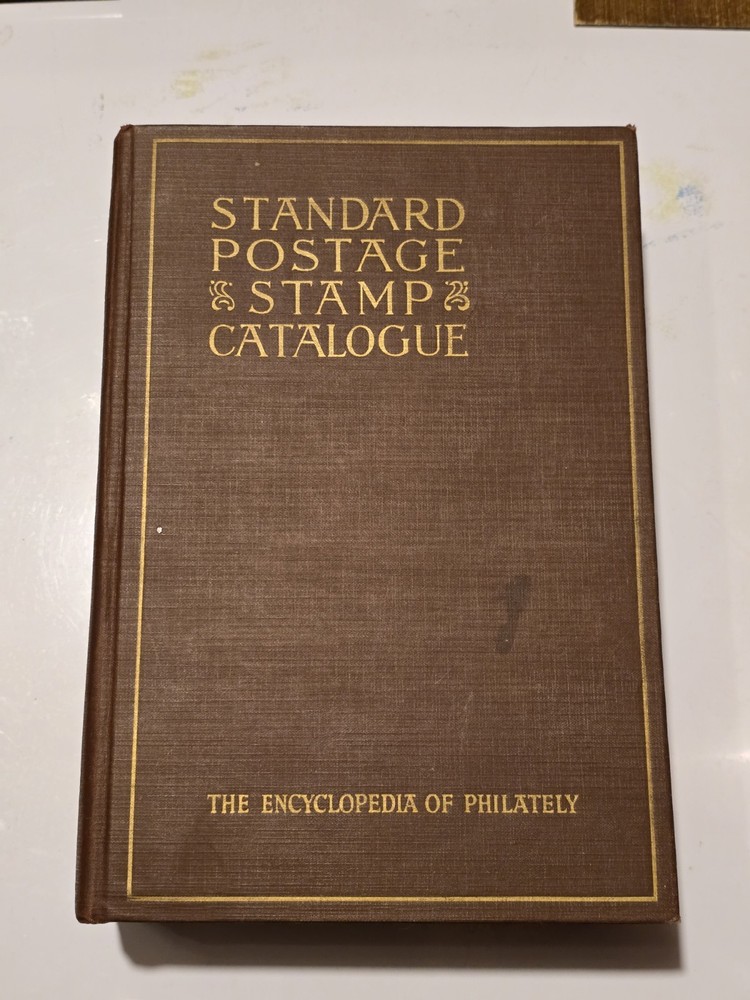 STANDARD
POSTAGE
STAMP
CATALOGUE
THE ENCYCLOPEDIA OF PHILATELY